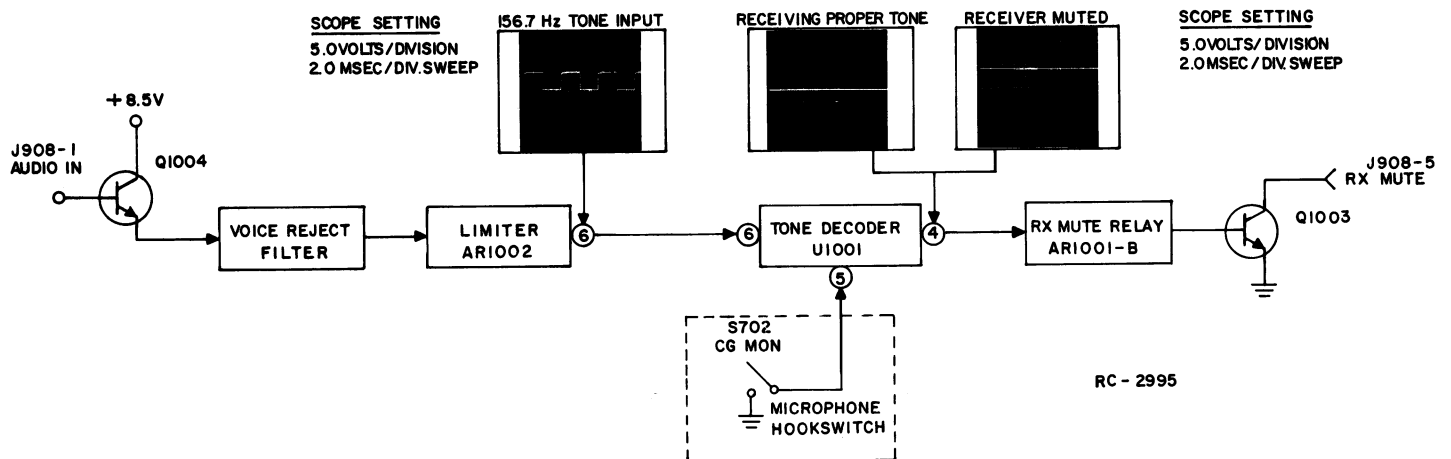 SCOPE SETTING
5.0VOLTS/DIVISION
2.0 MSEC/DIV. SWEEP
156.7 Hz TONE INPUT
RECEIVING PROPER TONE
RECEIVER MUTED
SCOPE SETTING
5.0VOLTS/DIVISION
2.0MSEC/DIV. SWEEP
+8.5V
J908-1
AUDIO IN
Q1004
VOICE REJECT
FILTER
LIMITER
AR1002
6
6
TONE DECODER
U1001
4
5
RX MUTE RELAY
AR1001-B
Q1003
J908-5
RX MUTE
S702
CG MON
MICROPHONE
HOOKSWITCH
RC-2995